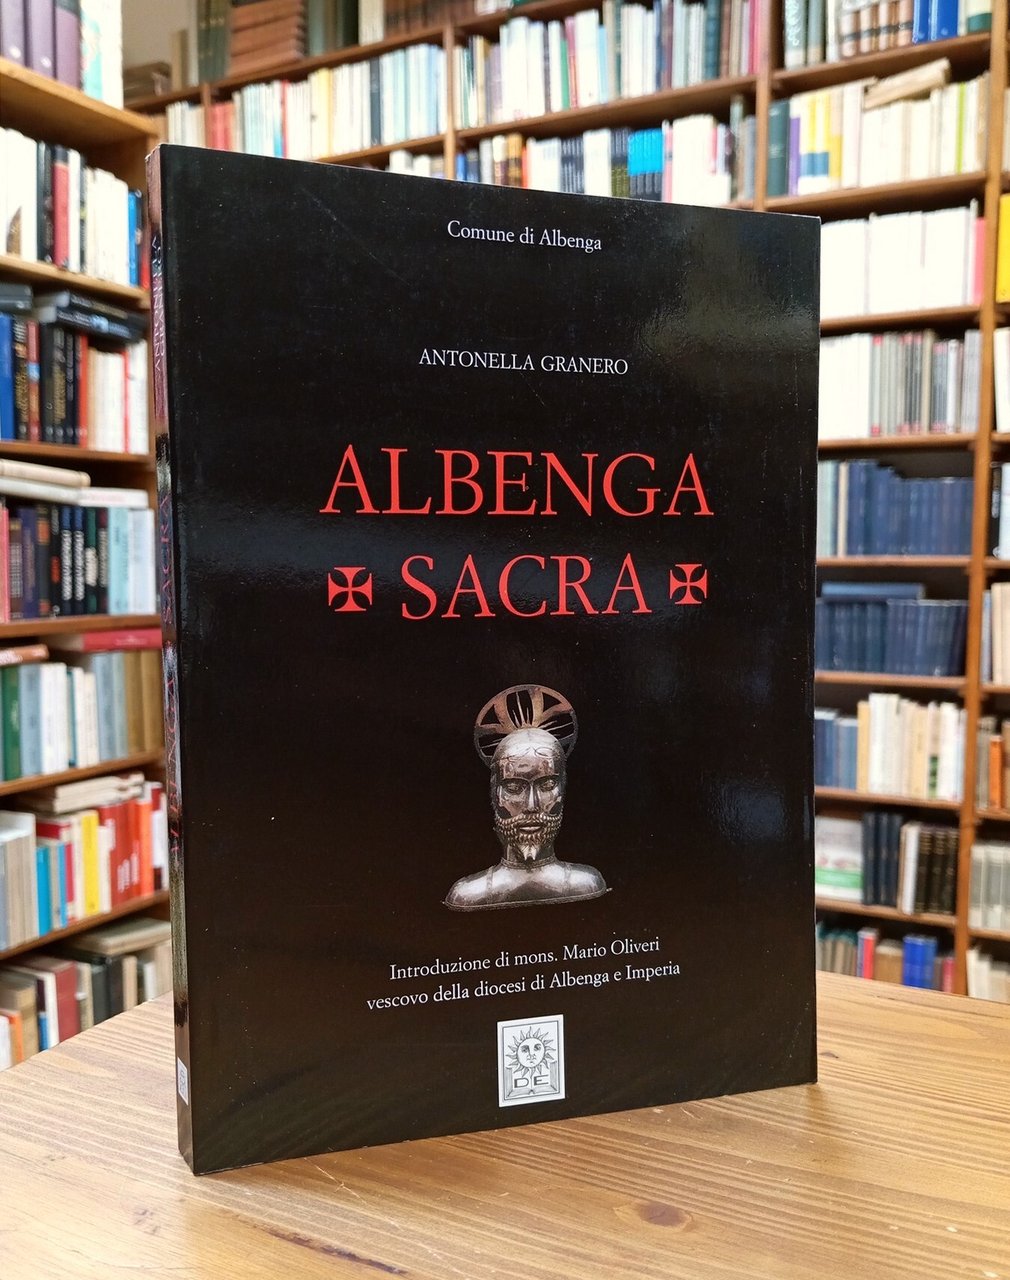 Comune di Albenga
ANTONELLA GRANERO
ALBENGA
SACRA
Introduzione di mons. Mario Oliveri
vescovo della diocesi di Albenga e Imperia
DE